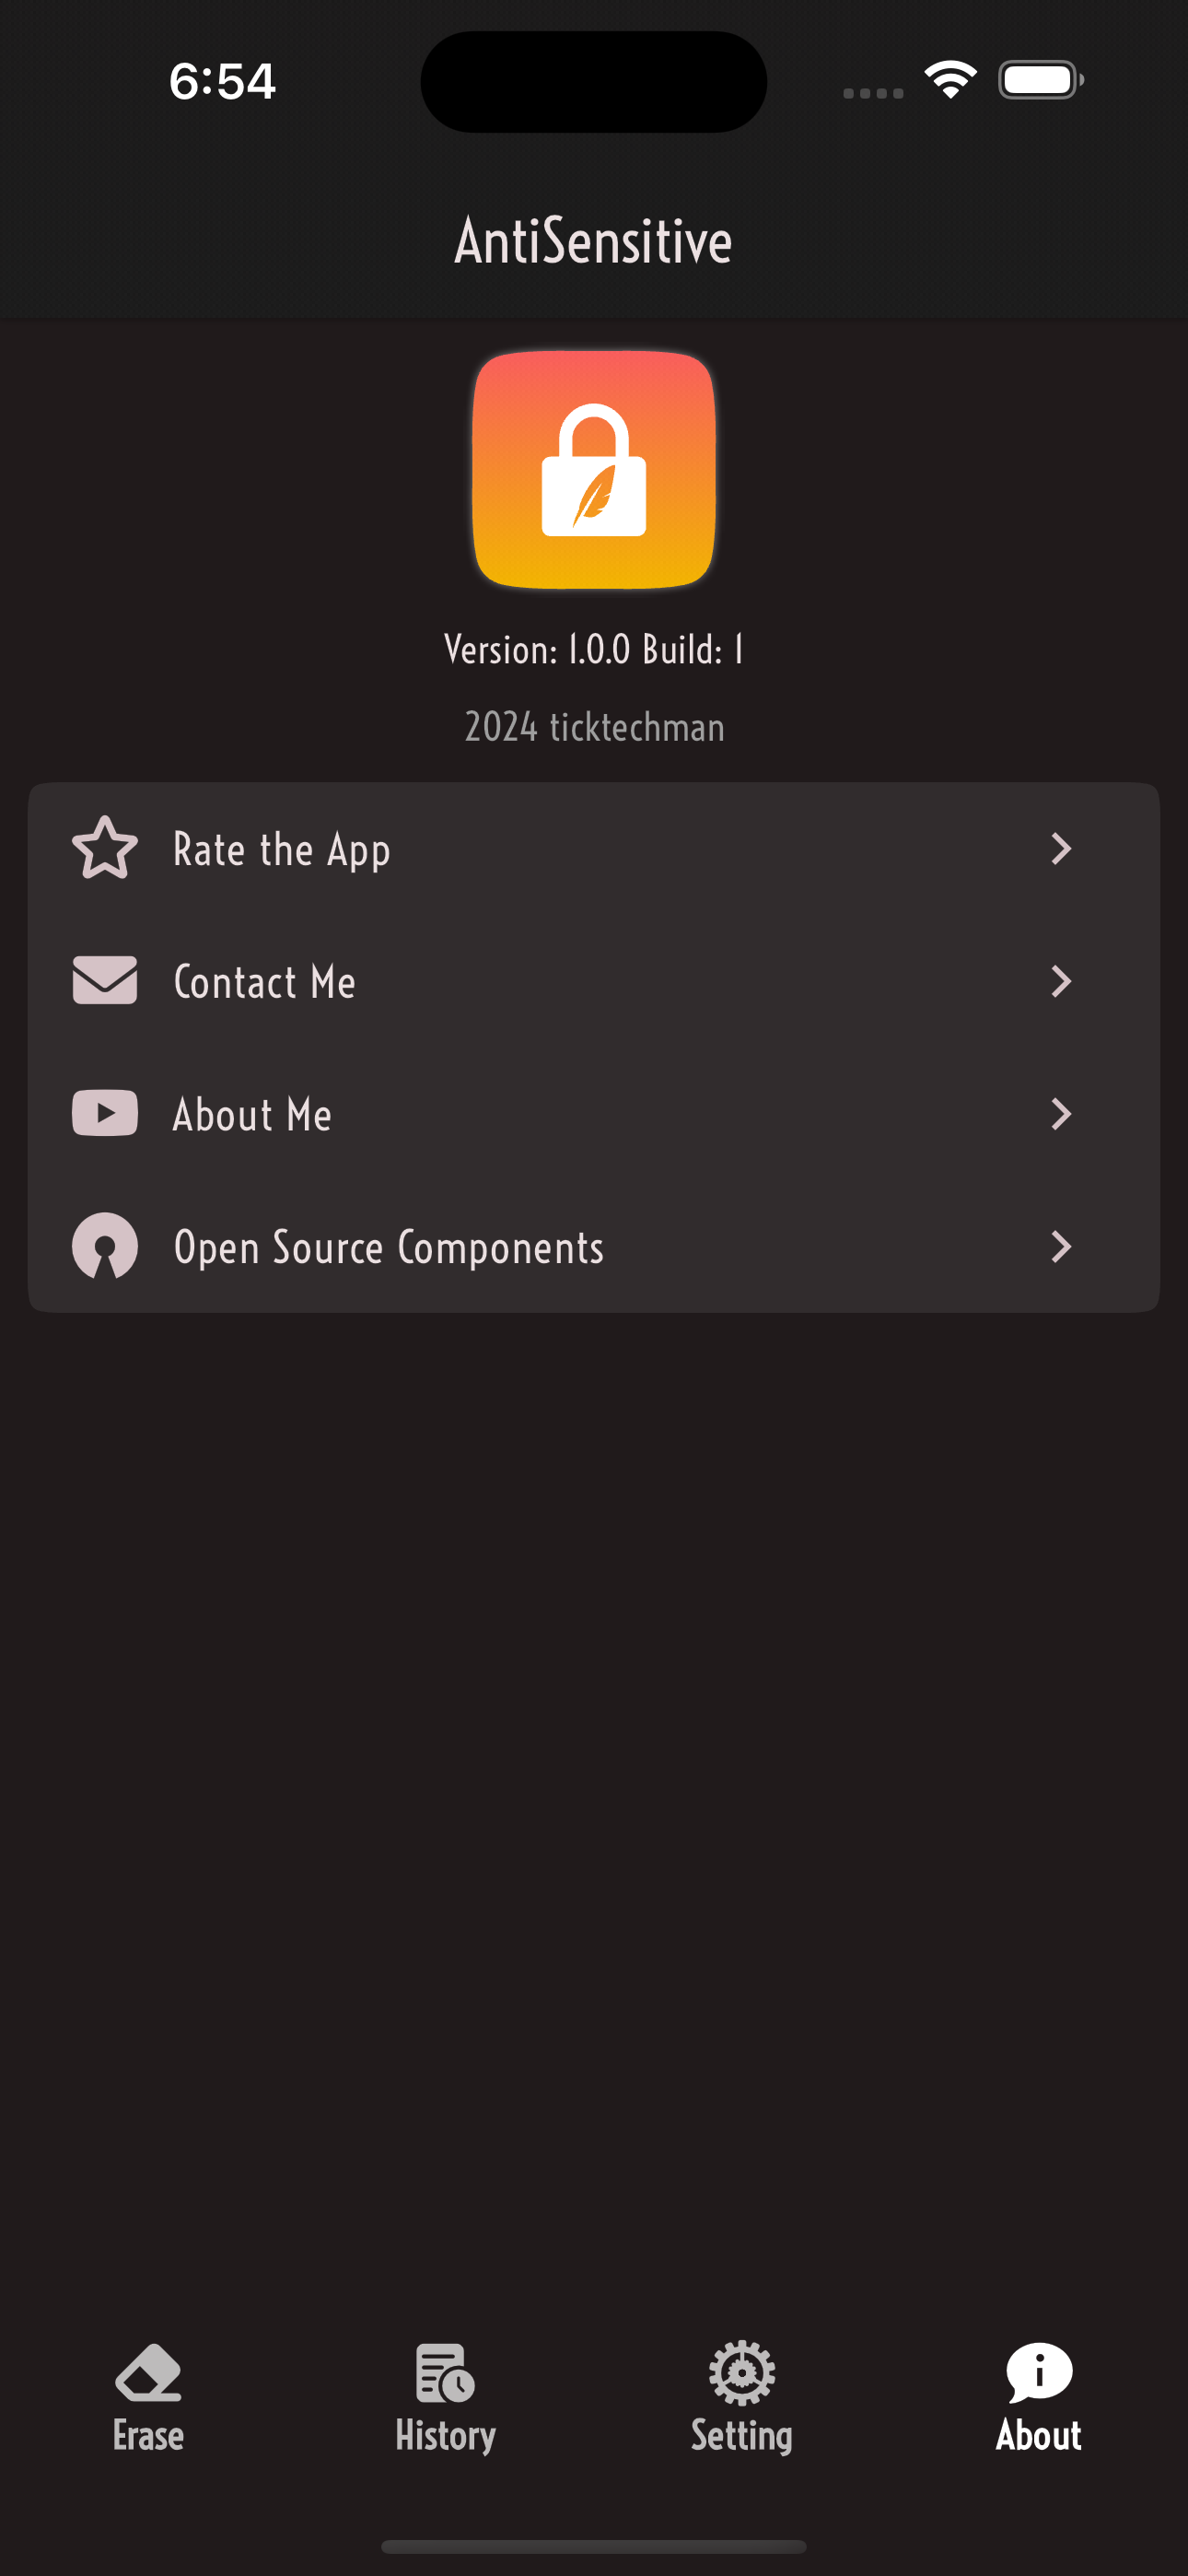 6:54
AntiSensitive
Version: 1.0.0 Build: 1
2024 ticktechman
Rate the App
Contact Me
About Me
Open Source Components
Erase
History
Setting
About